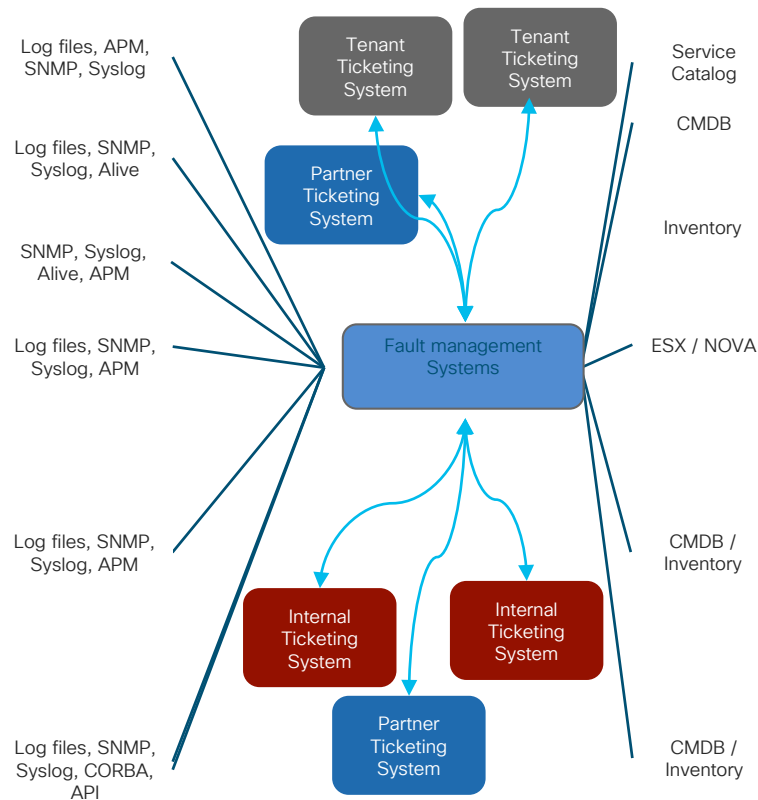 Log files, APM,
SNMP, Syslog
Log files, SNMP,
Syslog, Alive
SNMP, Syslog,
Alive, APM
Log files, SNMP,
Syslog, APM
Log files, SNMP,
Syslog, APM
Log files, SNMP,
Syslog, CORBA,
API
Tenant
Ticketing
System
Tenant
Ticketing
System
Partner
Ticketing
System
Fault management
Systems
Internal
Ticketing
System
Internal
Ticketing
System
Partner
Ticketing
System
Service
Catalog
CMDB
Inventory
ESX / NOVA
CMDB /
Inventory
CMDB /
Inventory